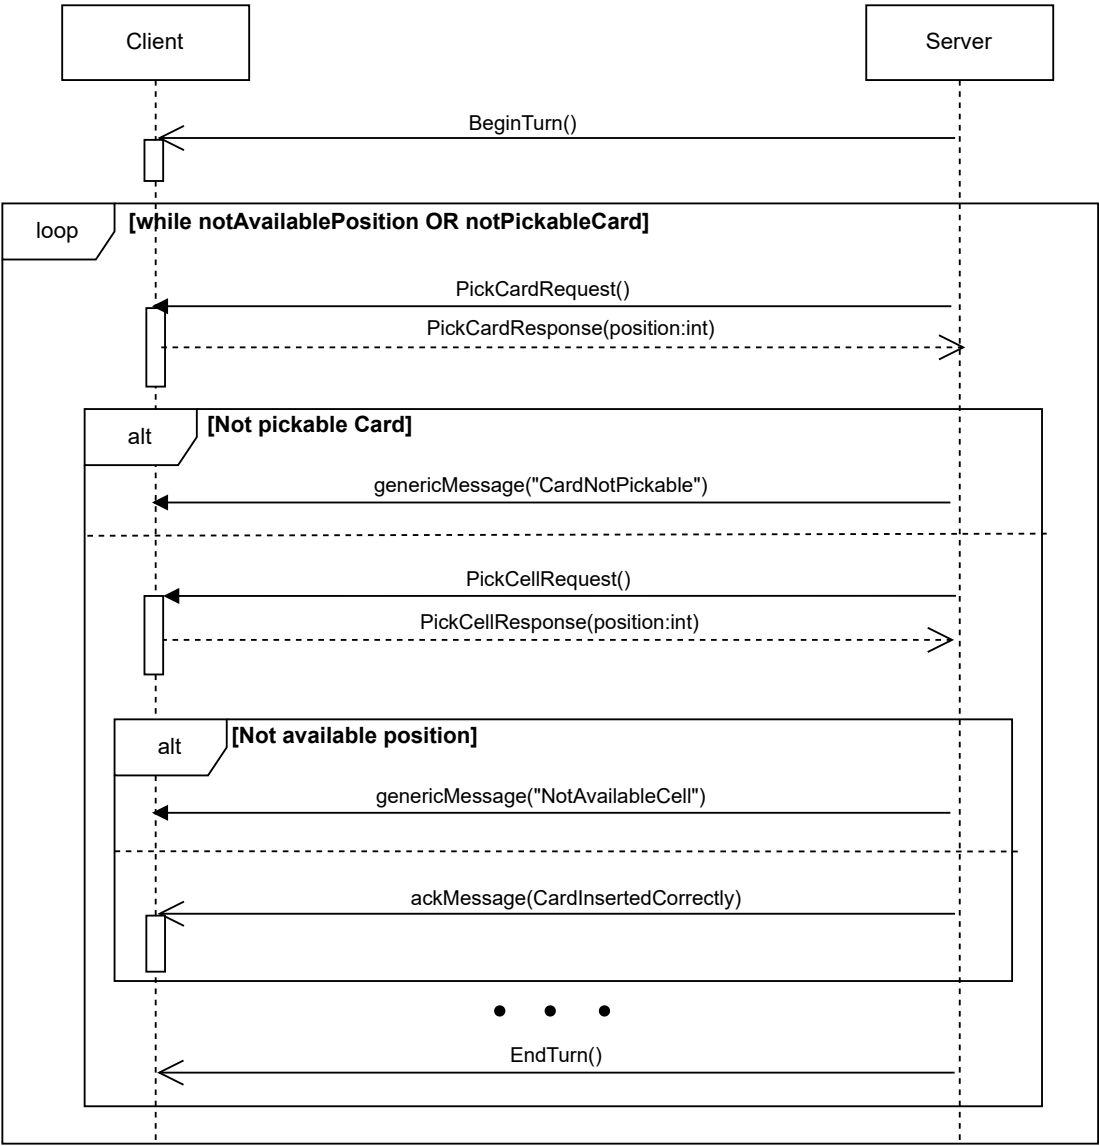 Client
Server
BeginTurn()
loop
[while notAvailablePosition OR notPickableCard]
PickCardRequest()
PickCardResponse(position:int)
alt
[Not pickable Card]
genericMessage("CardNotPickable")
PickCellRequest()
PickCellResponse(position:int)
alt
[Not available position]
genericMessage("NotAvailableCell")
ackMessage(CardInsertedCorrectly)
EndTurn()